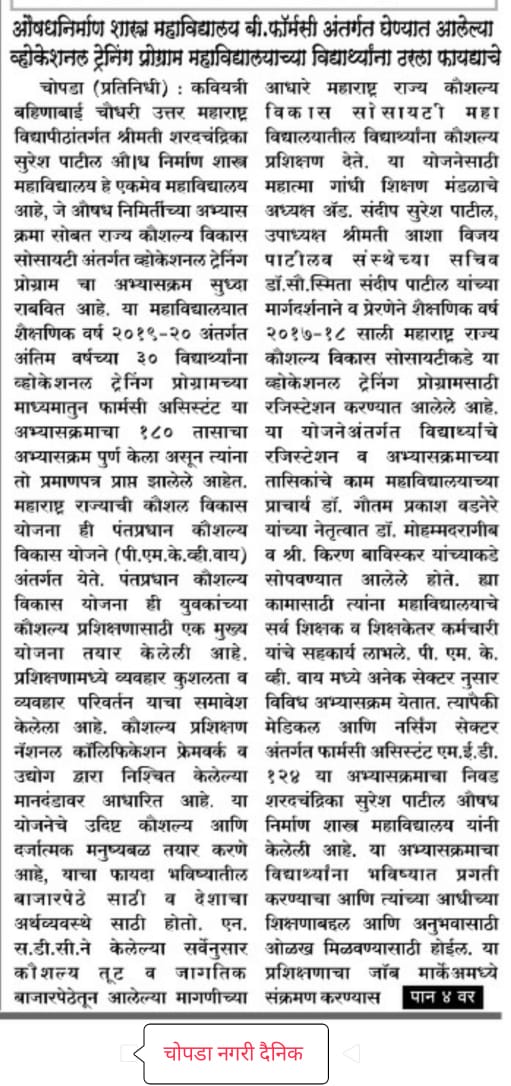 औषधनिर्माण शास्त्र महाविद्यालय बी.फॉर्मसी अंतर्गत घेण्यात आलेल्या
व्होकेशनल ट्रेनिंग प्रोग्राम महाविद्यालयाच्या विद्यार्थ्यांना ठरला फायद्याचे
चोपडा (प्रतिनिधी) : कवियत्री
बहिणाबाई चौधरी उत्तर महाराष्ट्र
विद्यापीठांतर्गत श्रीमती शरदचंद्रिका
सुरेश पाटील औ|ध निर्माण शास्त्र
महाविद्यालय हे एकमेव महाविद्यालय
आहे, जे औषध निमिर्तीच्या अभ्यास
क्रमा सोबत राज्य कौशल्य विकास
सोसायटी अंतर्गत व्होकेशनल ट्रेनिंग
प्रोग्राम चा अभ्यासक्रम सुध्दा
राबवित आहे. या महाविद्यालयात
शैक्षणिक वर्ष २०१९-२० अंतर्गत
अंतिम वर्षच्या ३० विद्यार्थ्यांना
व्होकेशनल ट्रेनिंग प्रोग्रामच्या
माध्यमातुन फार्मसी असिस्टंट या
अभ्यासक्रमाचा १८० तासाचा
अभ्यासक्रम पुर्ण केला असून त्यांना
तो प्रमाणपत्र प्राप्त झालेले आहेत.
महाराष्ट्र राज्याची कौशल विकास
योजना ही पंतप्रधान कौशल्य
विकास योजने (पी.एम.के.व्ही.वाय)
अंतर्गत येते. पंतप्रधान कौशल्य
विकास योजना ही युवकांच्या
कौशल्य प्रशिक्षणासाठी एक मुख्य
योजना तयार केलेली आहे.
प्रशिक्षणामध्ये व्यवहार कुशलता व
व्यवहार परिवर्तन याचा समावेश
केलेला आहे. कौशल्य प्रशिक्षण
नॅशनल कॉलिफिकेशन फ्रेमवर्क व
उद्योग द्वारा निश्चित केलेल्या
मानदंडावर आधारित आहे. या
योजनेचे उदिष्ट कौशल्य आणि
दर्जात्मक मनुष्यबळ तयार करणे
आहे, याचा फायदा भविष्यातील
बाजारपेठे साठी व देशाचा
अर्थव्यवस्थे साठी होतो. एन.
स.डी.सी.ने केलेल्या सर्वेनुसार
कौशल्य तूट व जागतिक
बाजारपेठेतून आलेल्या मागणीच्या
आधारे महाराष्ट्र राज्य कौशल्य
विकास सोसायटी महा
विद्यालयातील विद्यार्थ्यांना कौशल्य
प्रशिक्षण देते. या योजनेसाठी
महात्मा गांधी शिक्षण मंडळाचे
अध्यक्ष अॅड. संदीप सुरेश पाटील,
उपाध्यक्ष श्रीमती आशा विजय
पाटीलव संस्थेच्या सचिव
डॉ.सौ.स्मिता संदीप पाटील यांच्या
मार्गदर्शनाने व प्रेरणेने शैक्षणिक वर्ष
२०१७-१८ साली महाराष्ट्र राज्य
कौशल्य विकास सोसायटीकडे या
व्होकेशनल ट्रेनिंग प्रोग्रामसाठी
रजिस्टेशन करण्यात आलेले आहे.
या योजनेअंतर्गत विद्यार्थ्यांचे
रजिस्टेशन व अभ्यासक्रमाच्या
तासिकांचे काम महाविद्यालयाच्या
प्राचार्य डॉ. गौतम प्रकाश वडनेरे
यांच्या नेतृत्वात डॉ. मोहम्मदरागीब
व श्री. किरण बाविस्कर यांच्याकडे
सोपवण्यात आलेले होते. ह्या
कामासाठी त्यांना महाविद्यालयाचे
सर्व शिक्षक व शिक्षकेतर कर्मचारी
यांचे सहकार्य लाभले. पी. एम. के.
व्ही. वाय मध्ये अनेक सेक्टर नुसार
विविध अभ्यासक्रम येतात. त्यापैकी
मेडिकल आणि नर्सिंग सेक्टर
अंतर्गत फार्मसी असिस्टंट एम.ई.डी.
१२४ या अभ्यासक्रमाचा निवड
शरदचंद्रिका सुरेश पाटील औषध
निर्माण शास्त्र महाविद्यालय यांनी
केलेली आहे. या अभ्यासक्रमाचा
विद्यार्थ्यांना भविष्यात प्रगती
करण्याचा आणि त्यांच्या आधीच्या
शिक्षणाबद्दल आणि अनुभवासाठी
ओळख मिळवण्यासाठी होईल. या
प्रशिक्षणाचा जॉब मार्केअमध्ये
संक्रमण करण्यास पान ४ वर
चोपडा नगरी दैनिक